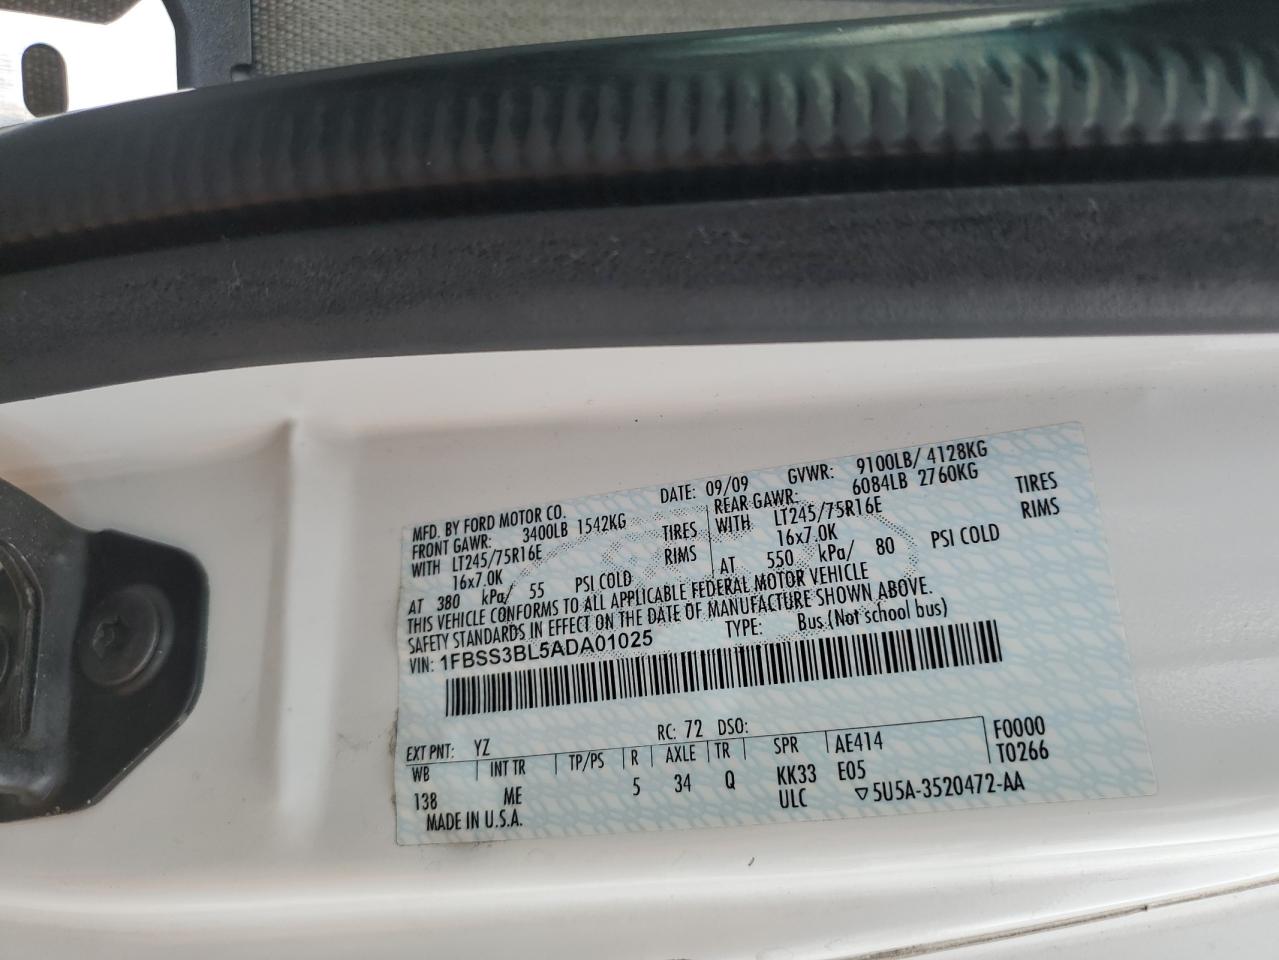 MFD. BY FORD MOTOR CO. DATE: 09/09 GVWR: 9100LB/ 4128KG
FRONT GAWR: 3400LB 1542KG REAR GAWR: 6084LB 2760KG
WITH LT245/75R16E TIRES WITH LT245/75R16E TIRES
16x7.0K RIMS 16x7.0K RIMS
AT 380 kPa/ 55 PSI COLD AT 550 kPa/ 80 PSI COLD
THIS VEHICLE CONFORMS TO ALL APPLICABLE FEDERAL MOTOR VEHICLE
SAFETY STANDARDS IN EFFECT ON THE DATE OF MANUFACTURE SHOWN ABOVE.
VIN: 1FBSS3BL5ADA01025 TYPE: Bus (Not school bus)
EXT PNT: YZ RC: 72 DSO:
WB INT TR TP/PS R AXLE TR SPR AE414 F0000
138 ME 5 34 Q KK33 E05 T0266
MADE IN U.S.A. ULC ▽5U5A-3520472-AA